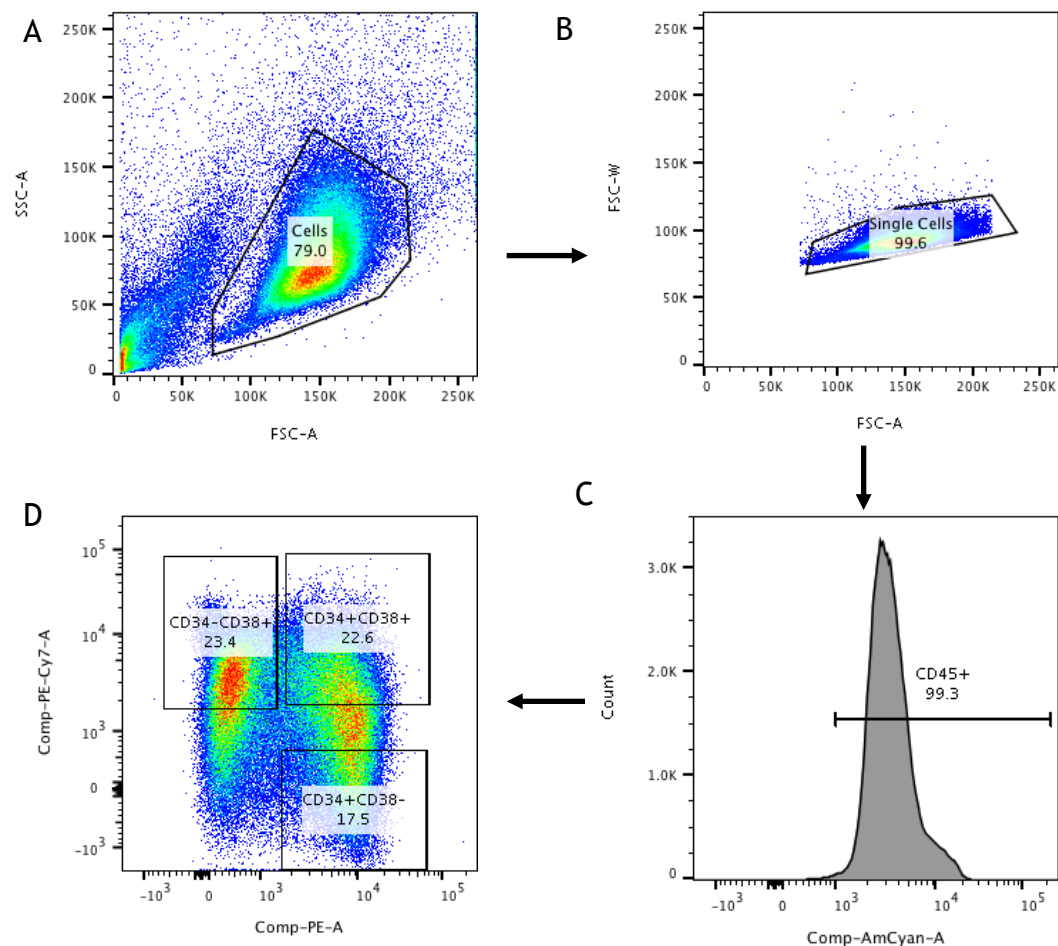 A
250K
200K
150K
100K
50K
0
SSC-A
Cells
79.0
0
50K
100K
150K
200K
250K
FSC-A
B
250K
200K
150K
100K
50K
0
FSC-W
Single Cells
99.6
0
50K
100K
150K
200K
250K
FSC-A
C
3.0K
2.0K
1.0K
0
Count
CD45+
99.3
-10³
0
10³
10⁴
10⁵
Comp-AmCyan-A
D
10⁵
10⁴
10³
0
-10³
Comp-PE-Cy7-A
CD34-CD38+
23.4
CD34+CD38+
22.6
CD34+CD38-
17.5
-10³
0
10³
10⁴
10⁵
Comp-PE-A